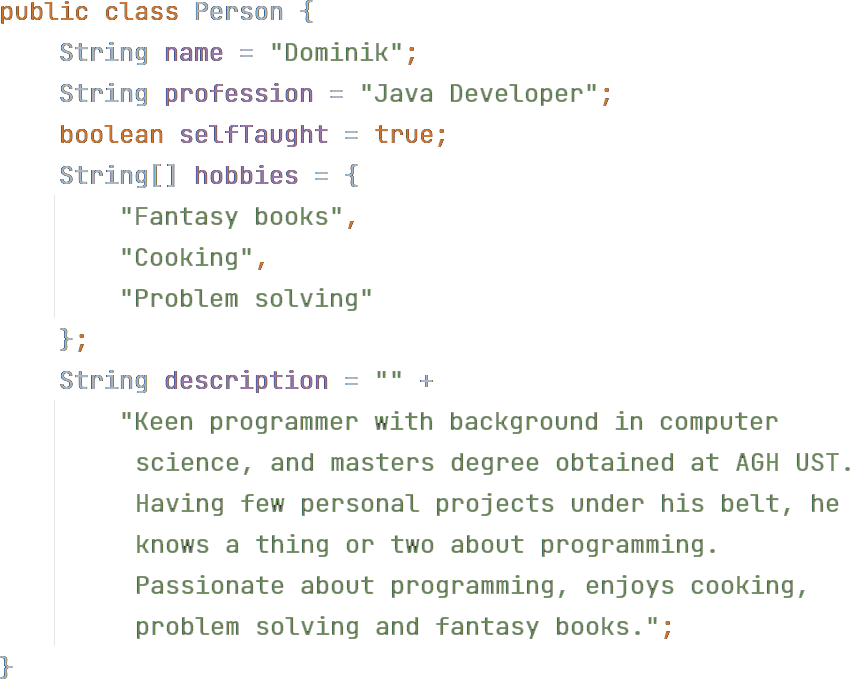 public class Person {
    String name = "Dominik";
    String profession = "Java Developer";
    boolean selfTaught = true;
    String[] hobbies = {
        "Fantasy books",
        "Cooking",
        "Problem solving"
    };
    String description = "" +
        "Keen programmer with background in computer
         science, and masters degree obtained at AGH UST.
         Having few personal projects under his belt, he
         knows a thing or two about programming.
         Passionate about programming, enjoys cooking,
         problem solving and fantasy books.";
}